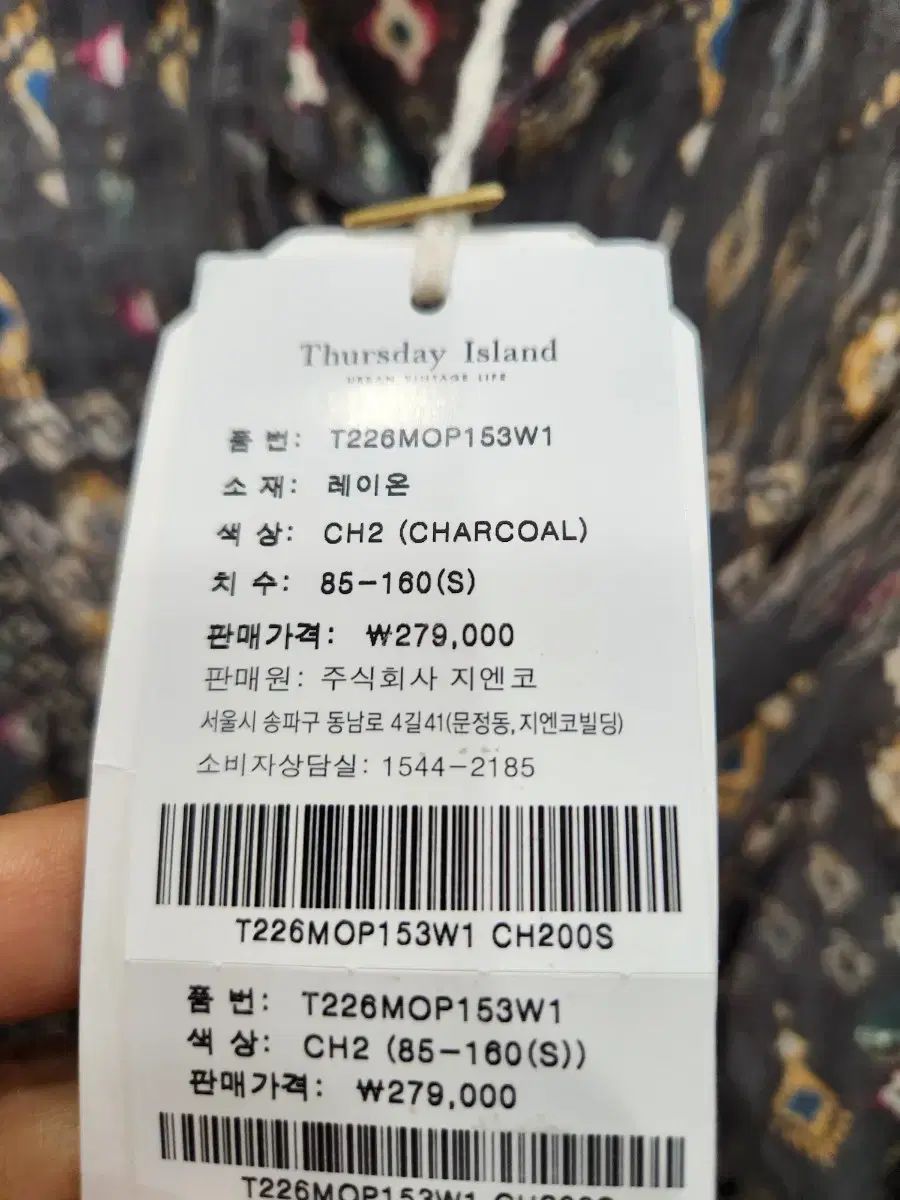 Thursday Island
URBAN VINTAGE LIFE
품 번: T226MOP153W1
소 재: 레이온
색 상: CH2 (CHARCOAL)
치 수: 85-160(S)
판매가격: ₩279,000
판매원: 주식회사 지엔코
서울시 송파구 동남로 4길41(문정동, 지엔코빌딩)
소비자상담실: 1544-2185
T226MOP153W1 CH200S
품 번: T226MOP153W1
색 상: CH2 (85-160(S))
판매가격: ₩279,000
T226MOP153W1 CH200S